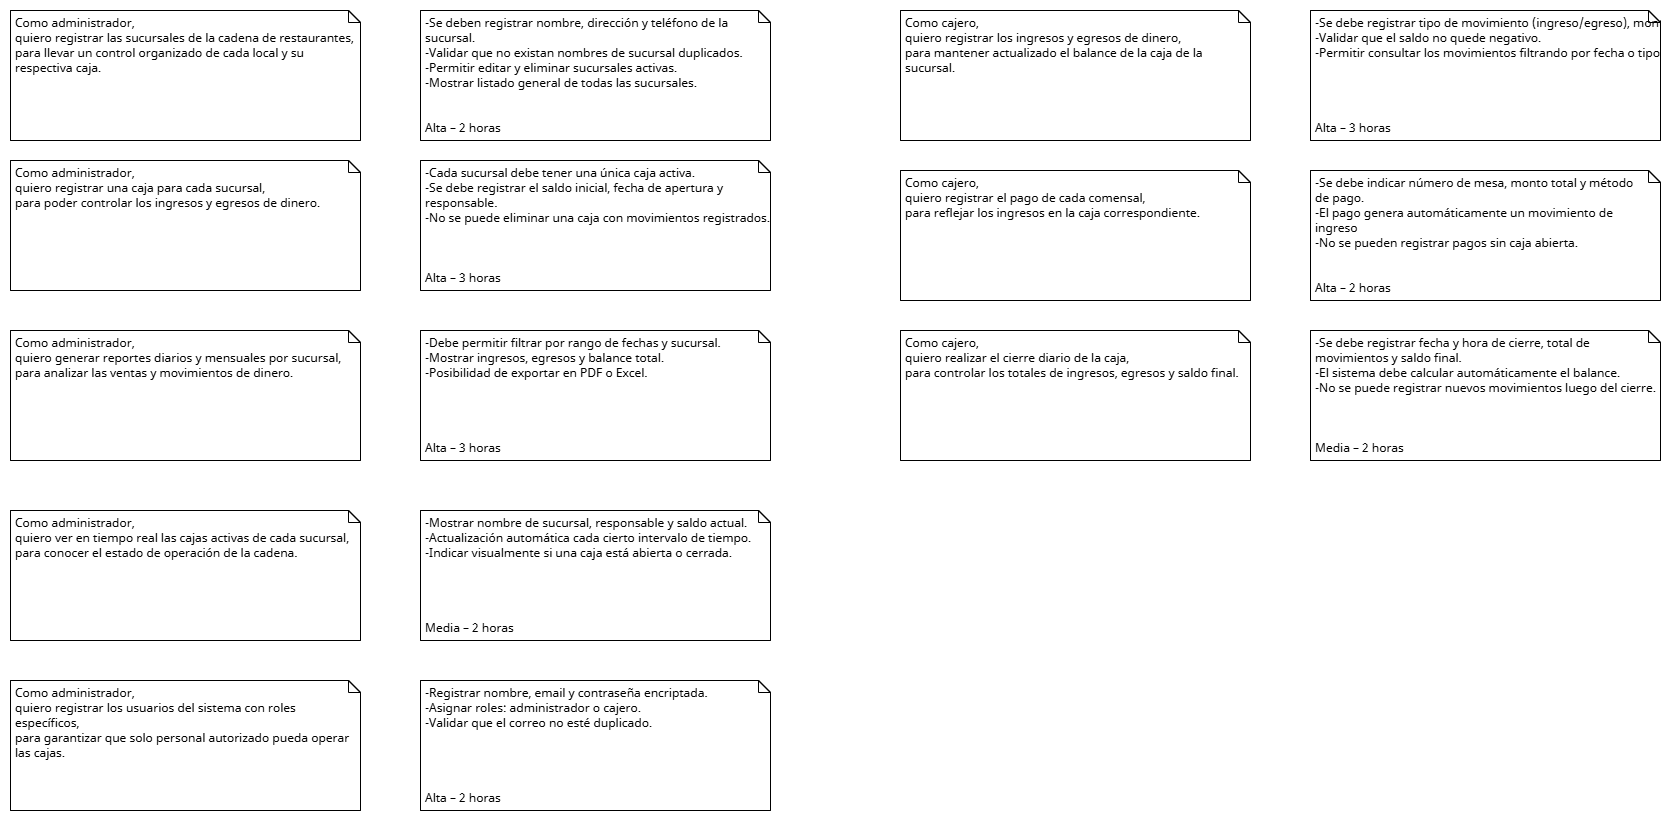 Como administrador,
quiero registrar las sucursales de la cadena de restaurantes,
para llevar un control organizado de cada local y su
respectiva caja.
-Se deben registrar nombre, dirección y teléfono de la
sucursal.
-Validar que no existan nombres de sucursal duplicados.
-Permitir editar y eliminar sucursales activas.
-Mostrar listado general de todas las sucursales.
Alta – 2 horas
Como cajero,
quiero registrar los ingresos y egresos de dinero,
para mantener actualizado el balance de la caja de la
sucursal.
-Se debe registrar tipo de movimiento (ingreso/egreso),
-Validar que el saldo no quede negativo.
-Permitir consultar los movimientos filtrando por fecha o tipo
Alta – 3 horas
Como administrador,
quiero registrar una caja para cada sucursal,
para poder controlar los ingresos y egresos de dinero.
-Cada sucursal debe tener una única caja activa.
-Se debe registrar el saldo inicial, fecha de apertura y
responsable.
-No se puede eliminar una caja con movimientos registrados.
Alta – 3 horas
Como cajero,
quiero registrar el pago de cada comensal,
para reflejar los ingresos en la caja correspondiente.
-Se debe indicar número de mesa, monto total y método
de pago.
-El pago genera automáticamente un movimiento de
ingreso
-No se pueden registrar pagos sin caja abierta.
Alta – 2 horas
Como administrador,
quiero generar reportes diarios y mensuales por sucursal,
para analizar las ventas y movimientos de dinero.
-Debe permitir filtrar por rango de fechas y sucursal.
-Mostrar ingresos, egresos y balance total.
-Posibilidad de exportar en PDF o Excel.
Alta – 3 horas
Como cajero,
quiero realizar el cierre diario de la caja,
para controlar los totales de ingresos, egresos y saldo final.
-Se debe registrar fecha y hora de cierre, total de
movimientos y saldo final.
-El sistema debe calcular automáticamente el balance.
-No se puede registrar nuevos movimientos luego del cierre.
Media – 2 horas
Como administrador,
quiero ver en tiempo real las cajas activas de cada sucursal,
para conocer el estado de operación de la cadena.
-Mostrar nombre de sucursal, responsable y saldo actual.
-Actualización automática cada cierto intervalo de tiempo.
-Indicar visualmente si una caja está abierta o cerrada.
Media – 2 horas
Como administrador,
quiero registrar los usuarios del sistema con roles
específicos,
para garantizar que solo personal autorizado pueda operar
las cajas.
-Registrar nombre, email y contraseña encriptada.
-Asignar roles: administrador o cajero.
-Validar que el correo no esté duplicado.
Alta – 2 horas